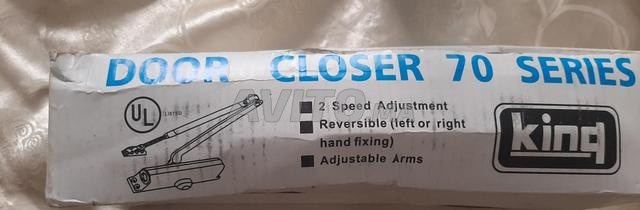 DOOR CLOSER 70 SERIES
UL LISTED
2 Speed Adjustment
Reversible (left or right
hand fixing)
Adjustable Arms
king
AVITO